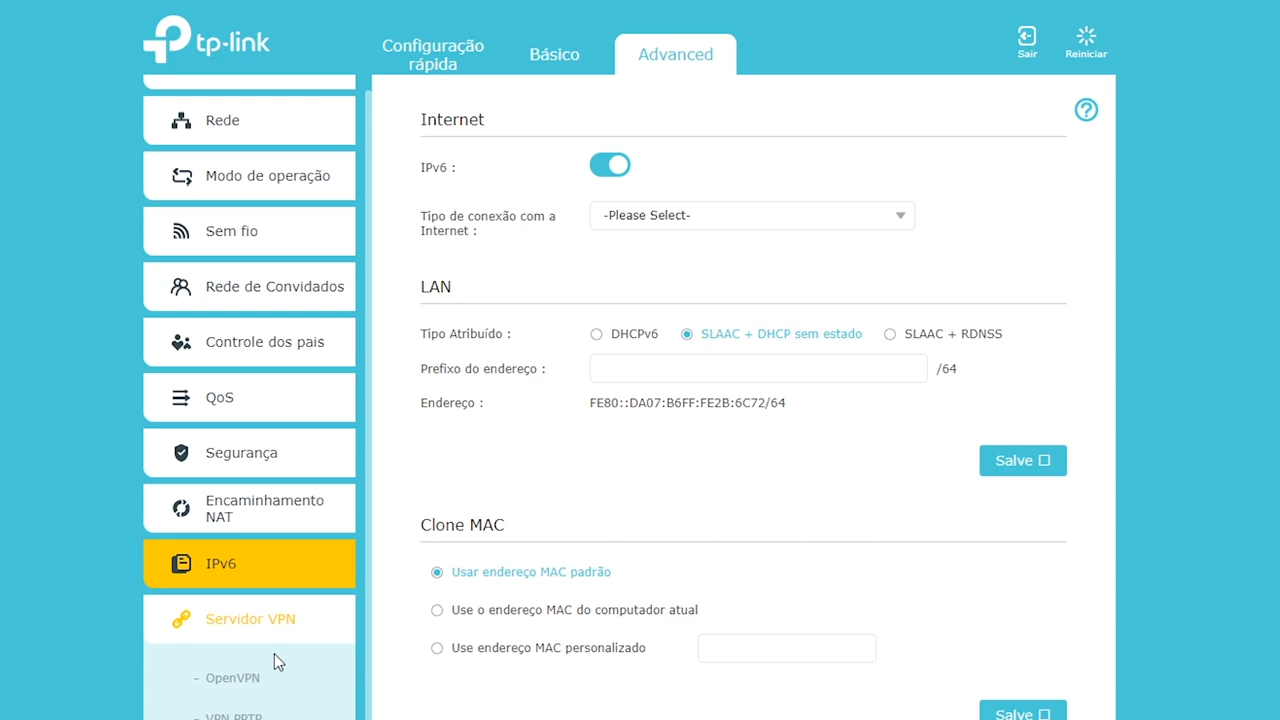 tp-link
Configuração
rápida
Básico
Advanced
Sair
Reiniciar
Rede
Modo de operação
Sem fio
Rede de Convidados
Controle dos pais
QoS
Segurança
Encaminhamento
NAT
IPv6
Servidor VPN
- OpenVPN
- VPN PPTP
Internet
IPv6 :
Tipo de conexão com a
Internet :
-Please Select-
LAN
Tipo Atribuído :
DHCPv6
SLAAC + DHCP sem estado
SLAAC + RDNSS
Prefixo do endereço :
/64
Endereço :
FE80::DA07:B6FF:FE2B:6C72/64
Salve
Clone MAC
Usar endereço MAC padrão
Use o endereço MAC do computador atual
Use endereço MAC personalizado
Salve